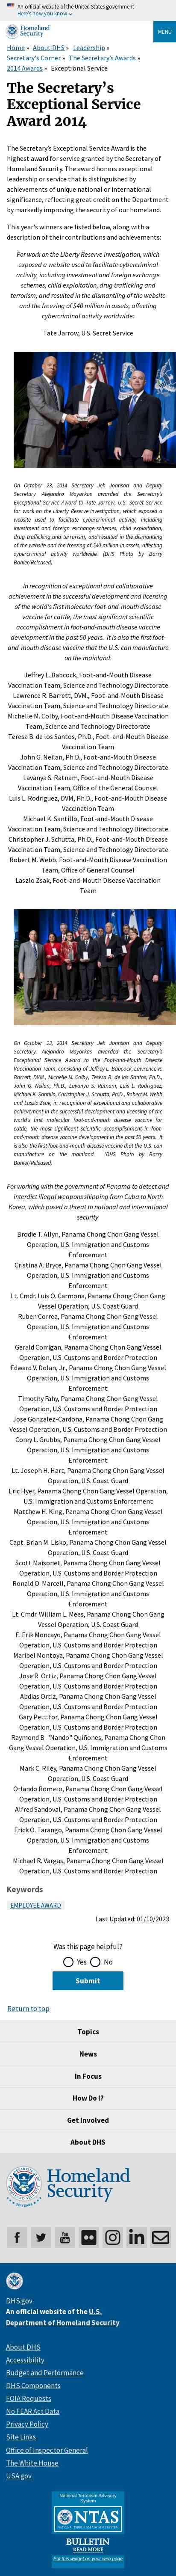 An official website of the United States government
Here's how you know
Homeland
Security
MENU
Home » About DHS » Leadership »
Secretary's Corner » The Secretary's Awards »
2014 Awards » Exceptional Service
The Secretary's
Exceptional Service
Award 2014
The Secretary's Exceptional Service Award is the
highest award for service granted by the Secretary of
Homeland Security. The award honors exceptional
leadership or service distinguished by achievements
of marked national or international significance,
which reflect great credit on the Department
by markedly improving the security of our homeland.
This year's winners are listed below, along with a
description of their contributions and achievements:
For work on the Liberty Reserve Investigation, which
exposed a website used to facilitate cybercriminal
activity, including investment and foreign exchange
schemes, child exploitation, drug trafficking and
terrorism, and resulted in the dismantling of the website
and the freezing of $40 million in assets, affecting
cybercriminal activity worldwide.
Tate Jarrow, U.S. Secret Service
On October 23, 2014 Secretary Jeh Johnson and Deputy
Secretary Alejandro Mayorkas awarded the Secretary's
Exceptional Service Award to Tate Jarrow, U.S. Secret Service
for work on the Liberty Reserve Investigation, which exposed a
website used to facilitate cybercriminal activity, including
investment and foreign exchange schemes, child exploitation,
drug trafficking and terrorism, and resulted in the dismantling
of the website and the freezing of $40 million in assets, affecting
cybercriminal activity worldwide. (DHS Photo by Barry
Bahler/Released)
In recognition of exceptional and collaborative
achievement in the successful development and licensing
of the world's first molecular foot-and-mouth disease
vaccine for cattle, the single most significant scientific
accomplishment in foot-and-mouth disease vaccine
development in the past 50 years. It is also the first foot-
and-mouth disease vaccine that the U.S. can manufacture
on the mainland:
Jeffrey L. Babcock, Foot-and-Mouth Disease
Vaccination Team, Science and Technology Directorate
Lawrence R. Barrett, DVM., Foot-and-Mouth Disease
Vaccination Team, Science and Technology Directorate
Michelle M. Colby, Foot-and-Mouth Disease Vaccination
Team, Science and Technology Directorate
Teresa B. de los Santos, Ph.D., Foot-and-Mouth Disease
Vaccination Team
John G. Neilan, Ph.D., Foot-and-Mouth Disease
Vaccination Team, Science and Technology Directorate
Lavanya S. Ratnam, Foot-and-Mouth Disease
Vaccination Team, Office of the General Counsel
Luis L. Rodriguez, DVM, Ph.D., Foot-and-Mouth Disease
Vaccination Team
Michael K. Santillo, Foot-and-Mouth Disease
Vaccination Team, Science and Technology Directorate
Christopher J. Schutta, Ph.D., Foot-and-Mouth Disease
Vaccination Team, Science and Technology Directorate
Robert M. Webb, Foot-and-Mouth Disease Vaccination
Team, Office of General Counsel
Laszlo Zsak, Foot-and-Mouth Disease Vaccination
Team
On October 23, 2014 Secretary Jeh Johnson and Deputy
Secretary Alejandro Mayorkas awarded the Secretary's
Exceptional Service Award to the Foot-and-Mouth Disease
Vaccination Team, consisting of Jeffrey L. Babcock, Lawrence R.
Barrett, DVM, Michelle M. Colby, Teresa B. de los Santos, Ph.D.,
John G. Neilan, Ph.D., Lavanya S. Ratnam, Luis L. Rodriguez,
Michael K. Santillo, Christopher J. Schutta, Ph.D., Robert M. Webb
and Laszlo Zsak, in recognition of exceptional and collaborative
achievement in the successful development and licensing of the
world's first molecular foot-and-mouth disease vaccine for
cattle, the single most significant scientific accomplishment in
foot-and-mouth disease vaccine development in the past 50 years. It
is also the first foot-and-mouth disease vaccine that the U.S. can
manufacture on the mainland. (DHS Photo by Barry
Bahler/Released)
For working with the government of Panama to detect and
interdict illegal weapons shipping from Cuba to North
Korea, which posed a threat to national and international
security:
Brodie T. Allyn, Panama Chong Chon Gang Vessel
Operation, U.S. Immigration and Customs
Enforcement
Cristina A. Bryce, Panama Chong Chon Gang Vessel
Operation, U.S. Immigration and Customs
Enforcement
Lt. Cmdr. Luis O. Carmona, Panama Chong Chon Gang
Vessel Operation, U.S. Coast Guard
Ruben Correa, Panama Chong Chon Gang Vessel
Operation, U.S. Immigration and Customs
Enforcement
Gerald Corrigan, Panama Chong Chon Gang Vessel
Operation, U.S. Customs and Border Protection
Edward V. Dolan, Jr., Panama Chong Chon Gang Vessel
Operation, U.S. Immigration and Customs
Enforcement
Timothy Fahy, Panama Chong Chon Gang Vessel
Operation, U.S. Customs and Border Protection
Jose Gonzalez-Cardona, Panama Chong Chon Gang
Vessel Operation, U.S. Customs and Border Protection
Corey L. Grubbs, Panama Chong Chon Gang Vessel
Operation, U.S. Immigration and Customs
Enforcement
Lt. Joseph H. Hart, Panama Chong Chon Gang Vessel
Operation, U.S. Coast Guard
Eric Hyer, Panama Chong Chon Gang Vessel Operation,
U.S. Immigration and Customs Enforcement
Matthew H. King, Panama Chong Chon Gang Vessel
Operation, U.S. Immigration and Customs
Enforcement
Capt. Brian M. Lisko, Panama Chong Chon Gang Vessel
Operation, U.S. Coast Guard
Scott Maisonet, Panama Chong Chon Gang Vessel
Operation, U.S. Customs and Border Protection
Ronald O. Marcell, Panama Chong Chon Gang Vessel
Operation, U.S. Immigration and Customs
Enforcement
Lt. Cmdr. William L. Mees, Panama Chong Chon Gang
Vessel Operation, U.S. Coast Guard
E. Erik Moncayo, Panama Chong Chon Gang Vessel
Operation, U.S. Customs and Border Protection
Maribel Montoya, Panama Chong Chon Gang Vessel
Operation, U.S. Customs and Border Protection
Jose R. Ortiz, Panama Chong Chon Gang Vessel
Operation, U.S. Customs and Border Protection
Abdias Ortiz, Panama Chong Chon Gang Vessel
Operation, U.S. Customs and Border Protection
Gary Pettifor, Panama Chong Chon Gang Vessel
Operation, U.S. Customs and Border Protection
Raymond B. "Nando" Quiñones, Panama Chong Chon
Gang Vessel Operation, U.S. Immigration and Customs
Enforcement
Mark C. Riley, Panama Chong Chon Gang Vessel
Operation, U.S. Coast Guard
Orlando Romero, Panama Chong Chon Gang Vessel
Operation, U.S. Customs and Border Protection
Alfred Sandoval, Panama Chong Chon Gang Vessel
Operation, U.S. Customs and Border Protection
Erick O. Tarango, Panama Chong Chon Gang Vessel
Operation, U.S. Immigration and Customs
Enforcement
Michael R. Vargas, Panama Chong Chon Gang Vessel
Operation, U.S. Customs and Border Protection
Keywords
EMPLOYEE AWARD
Last Updated: 01/10/2023
Was this page helpful?
Yes No
Submit
Return to top
Topics
News
In Focus
How Do I?
Get Involved
About DHS
Homeland
Security
DHS.gov
An official website of the U.S.
Department of Homeland Security
About DHS
Accessibility
Budget and Performance
DHS Components
FOIA Requests
No FEAR Act Data
Privacy Policy
Site Links
Office of Inspector General
The White House
USA.gov
National Terrorism Advisory
System
NTAS
BULLETIN
READ MORE
Put this widget on your web page